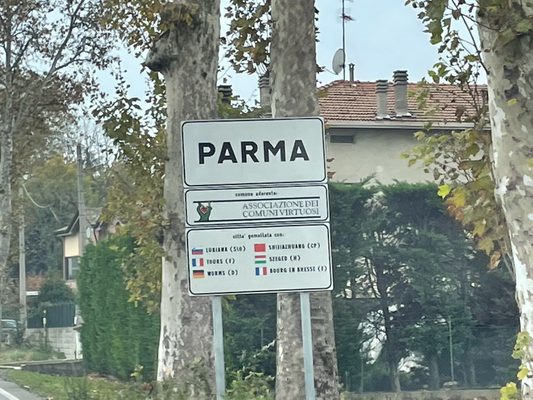 PARMA
comune aderente:
ASSOCIAZIONE DEI
COMUNI VIRTUOSI
citta' gemellata con:
LUBIANA (SLO)
TOURS (F)
WORMS (D)
SHIJIAZHUANG (CP)
SZEGED (H)
BOURG EN BRESSE (F)